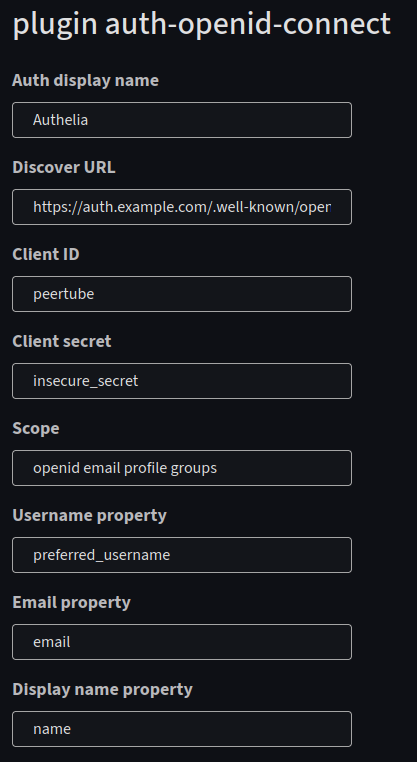 plugin auth-openid-connect
Auth display name
Authelia
Discover URL
https://auth.example.com/.well-known/open
Client ID
peertube
Client secret
insecure_secret
Scope
openid email profile groups
Username property
preferred_username
Email property
email
Display name property
name